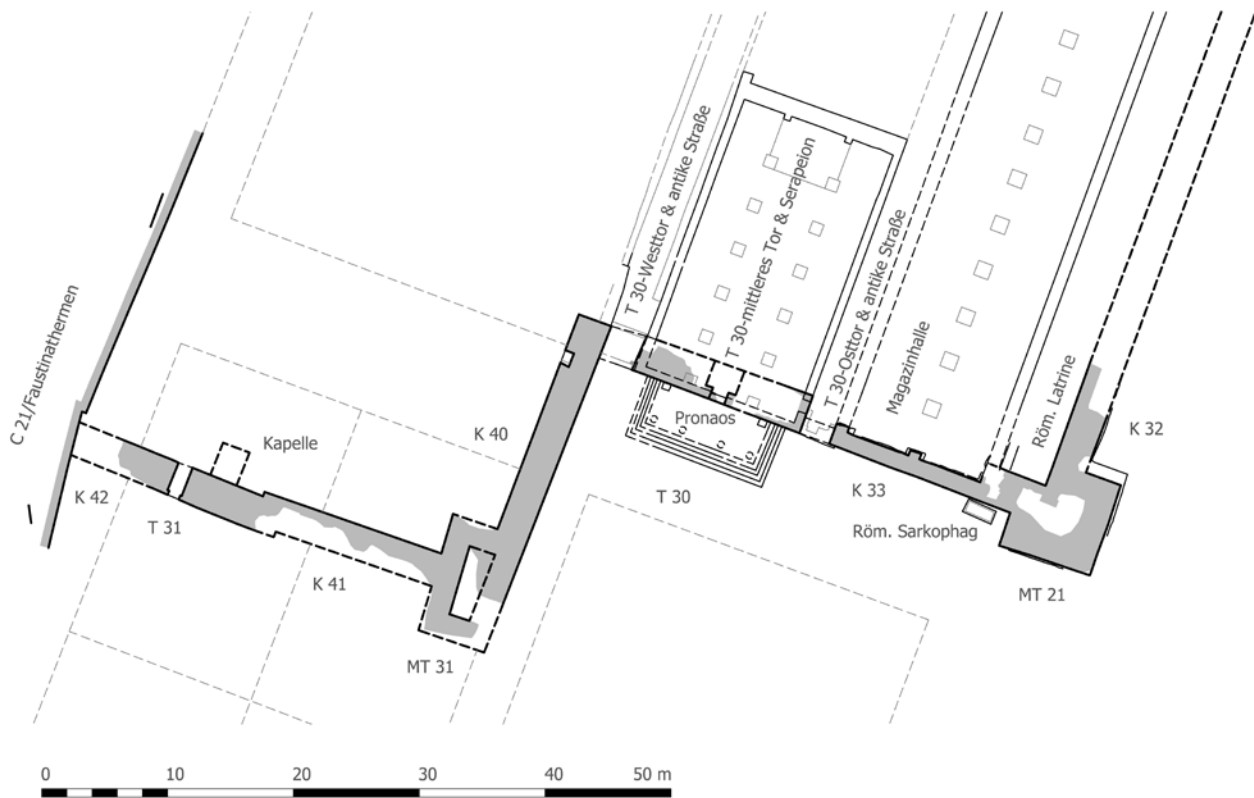 C 21/Faustinathermen
T 30-Westtor & antike Straße
T 30-mittleres Tor & Serapeion
T 30-Osttor & antike Straße
Magazinhalle
Röm. Latrine
Kapelle
K 40
Pronaos
K 32
K 42
T 31
T 30
K 33
Röm. Sarkophag
K 41
MT 21
MT 31
0 10 20 30 40 50 m